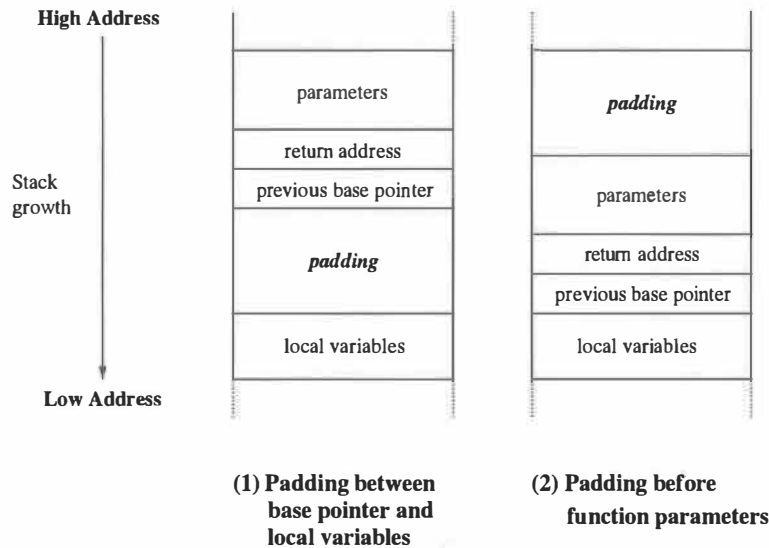 High Address
Stack
growth
Low Address
parameters
return address
previous base pointer
padding
local variables
padding
parameters
return address
previous base pointer
local variables
(1) Padding between
base pointer and
local variables
(2) Padding before
function parameters